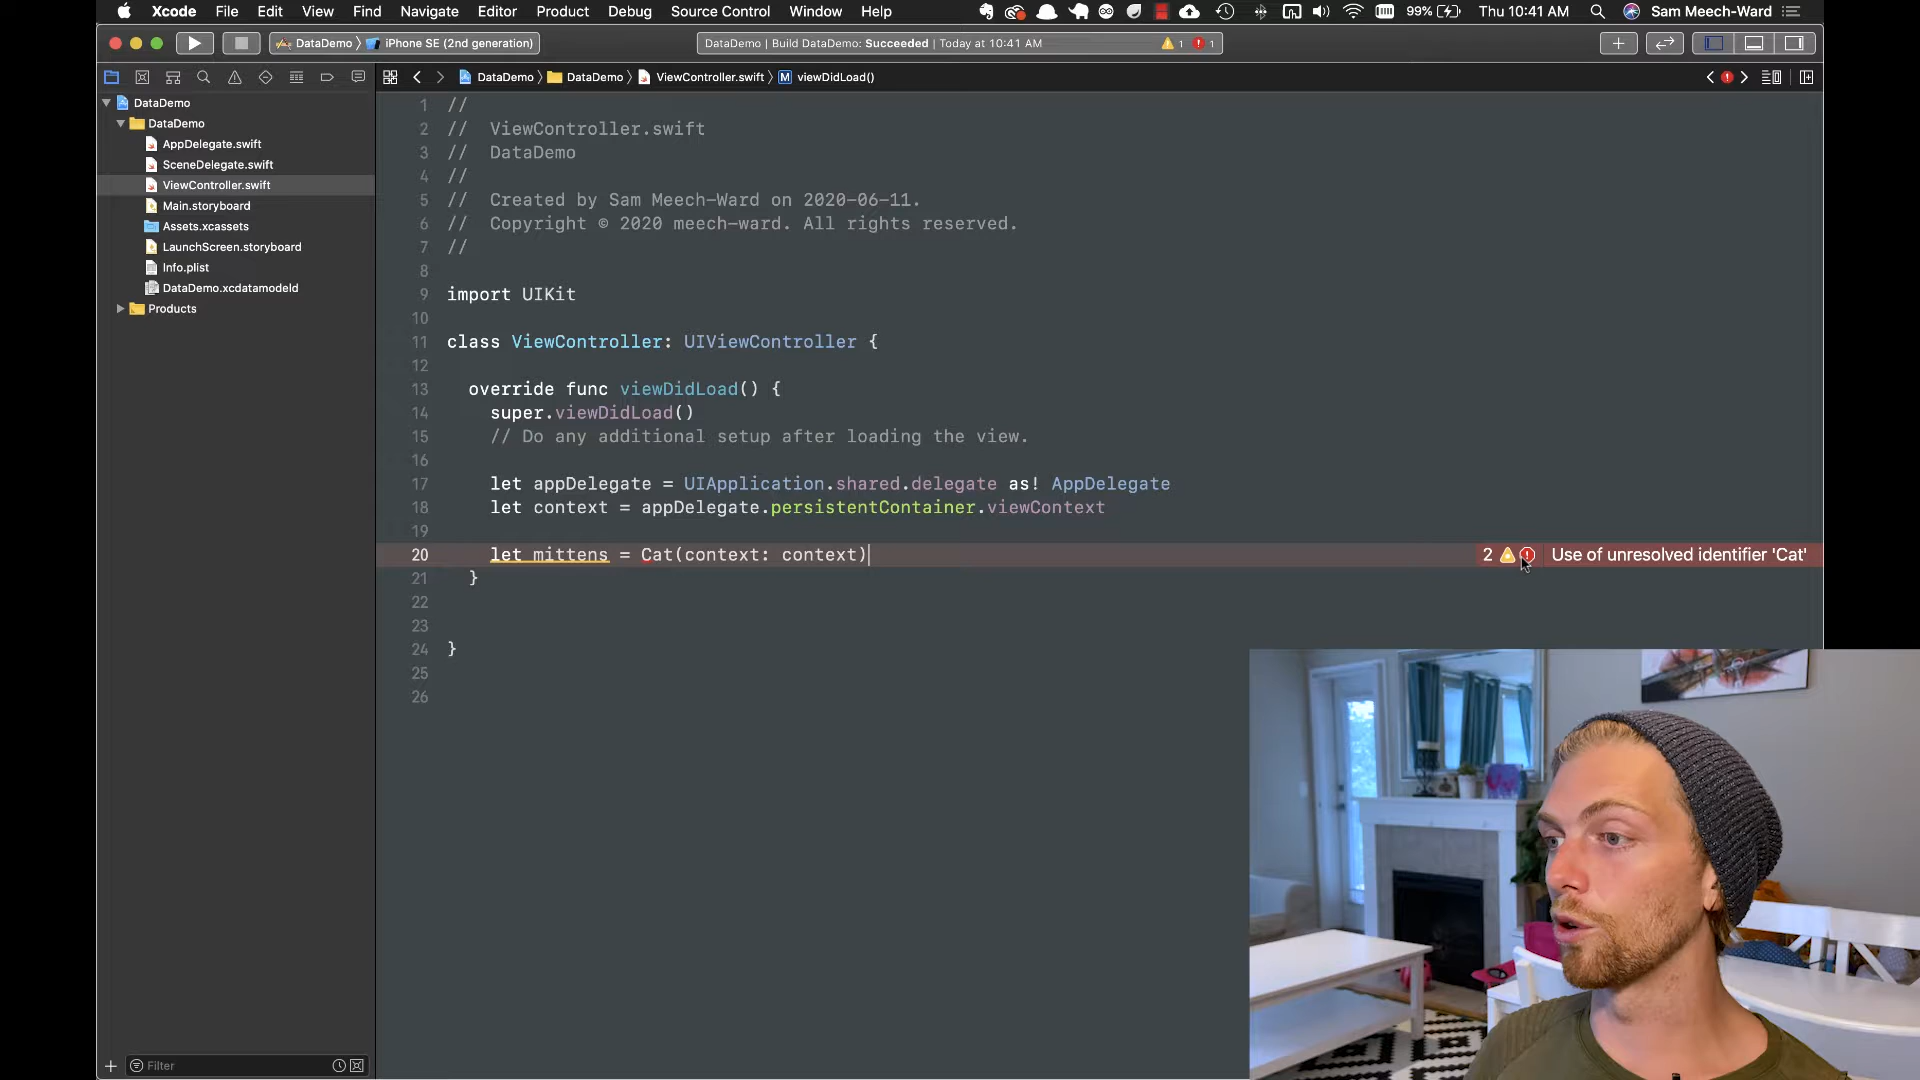 Xcode File Edit View Find Navigate Editor Product Debug Source Control Window Help 99% Thu 10:41 AM Sam Meech-Ward
DataDemo iPhone SE (2nd generation) DataDemo | Build DataDemo: Succeeded | Today at 10:41 AM 1 1
DataDemo DataDemo ViewController.swift M viewDidLoad()
DataDemo
DataDemo
AppDelegate.swift
SceneDelegate.swift
ViewController.swift
Main.storyboard
Assets.xcassets
LaunchScreen.storyboard
Info.plist
DataDemo.xcdatamodeld
Products
Filter
1 //
2 //  ViewController.swift
3 //  DataDemo
4 //
5 //  Created by Sam Meech-Ward on 2020-06-11.
6 //  Copyright © 2020 meech-ward. All rights reserved.
7 //
8
9 import UIKit
10
11 class ViewController: UIViewController {
12
13 override func viewDidLoad() {
14 super.viewDidLoad()
15 // Do any additional setup after loading the view.
16
17 let appDelegate = UIApplication.shared.delegate as! AppDelegate
18 let context = appDelegate.persistentContainer.viewContext
19
20 let mittens = Cat(context: context) 2 Use of unresolved identifier 'Cat'
21 }
22
23
24 }
25
26